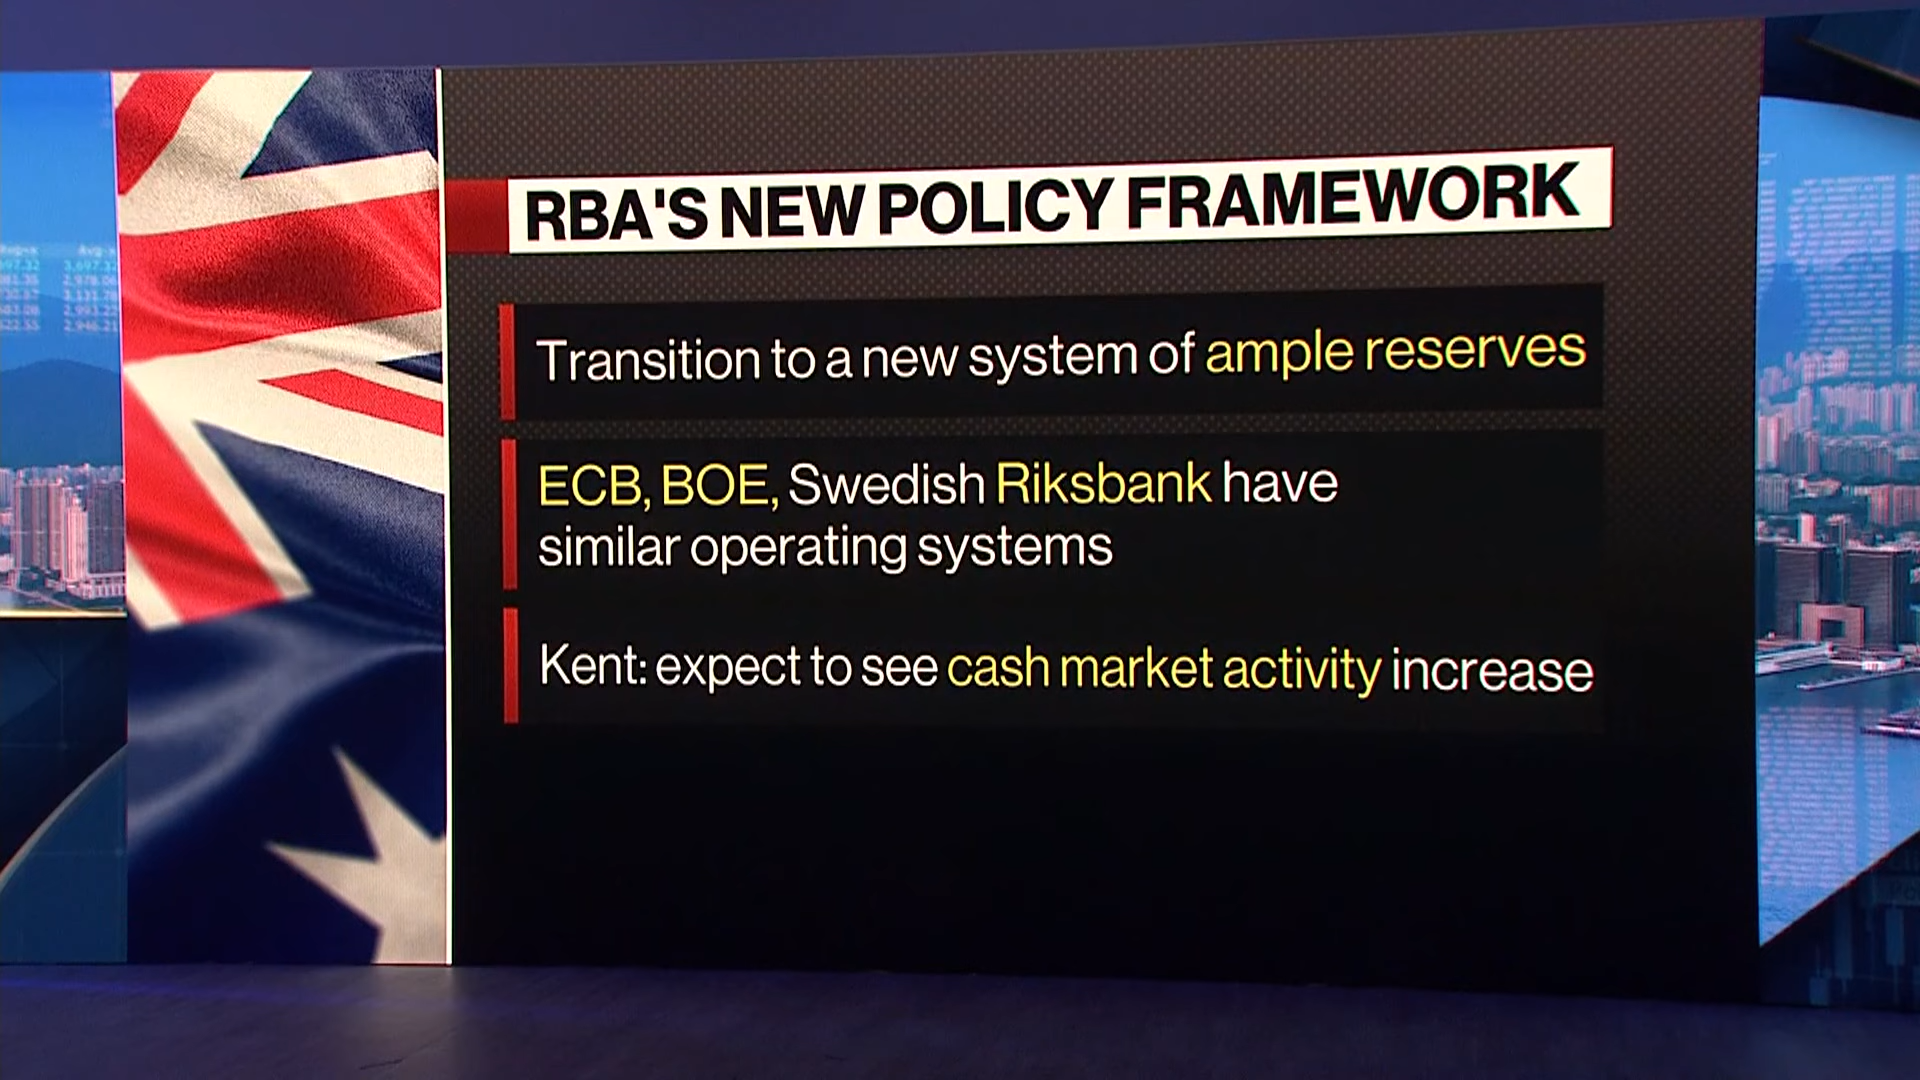 RBA'S NEW POLICY FRAMEWORK
Transition to a new system of ample reserves
ECB, BOE, Swedish Riksbank have
similar operating systems
Kent: expect to see cash market activity increase